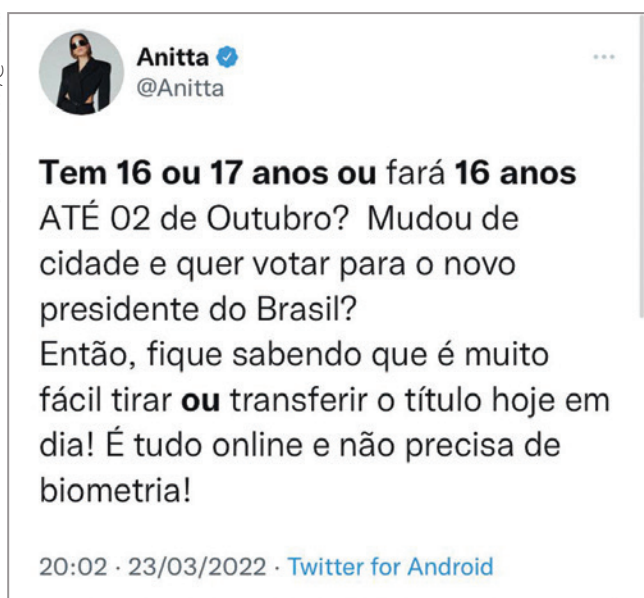 Anitta
@Anitta
Tem 16 ou 17 anos ou fará 16 anos
ATÉ 02 de Outubro? Mudou de
cidade e quer votar para o novo
presidente do Brasil?
Então, fique sabendo que é muito
fácil tirar ou transferir o título hoje em
dia! É tudo online e não precisa de
biometria!
20:02 · 23/03/2022 · Twitter for Android